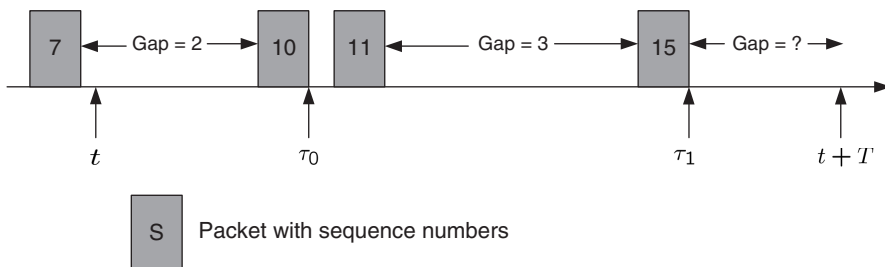 7 Gap = 2 10 11 Gap = 3 15 Gap = ?
t τ0 τ1 t + T
S Packet with sequence numbers